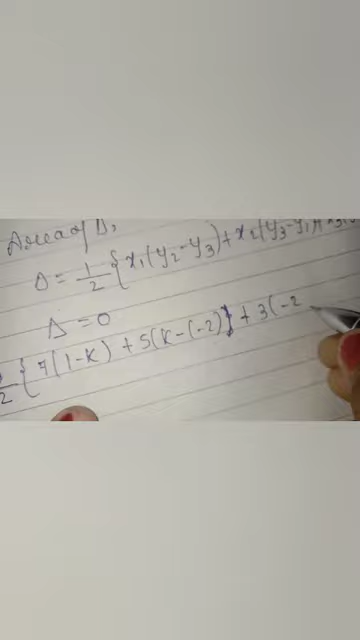 Area of Δ,
Δ = 1/2 { x₁(y₂-y₃) + x₂(y₃-y₁)+
Δ = 0
1/2 { 7(1-k) + 5(k-(-2)) + 3(-2